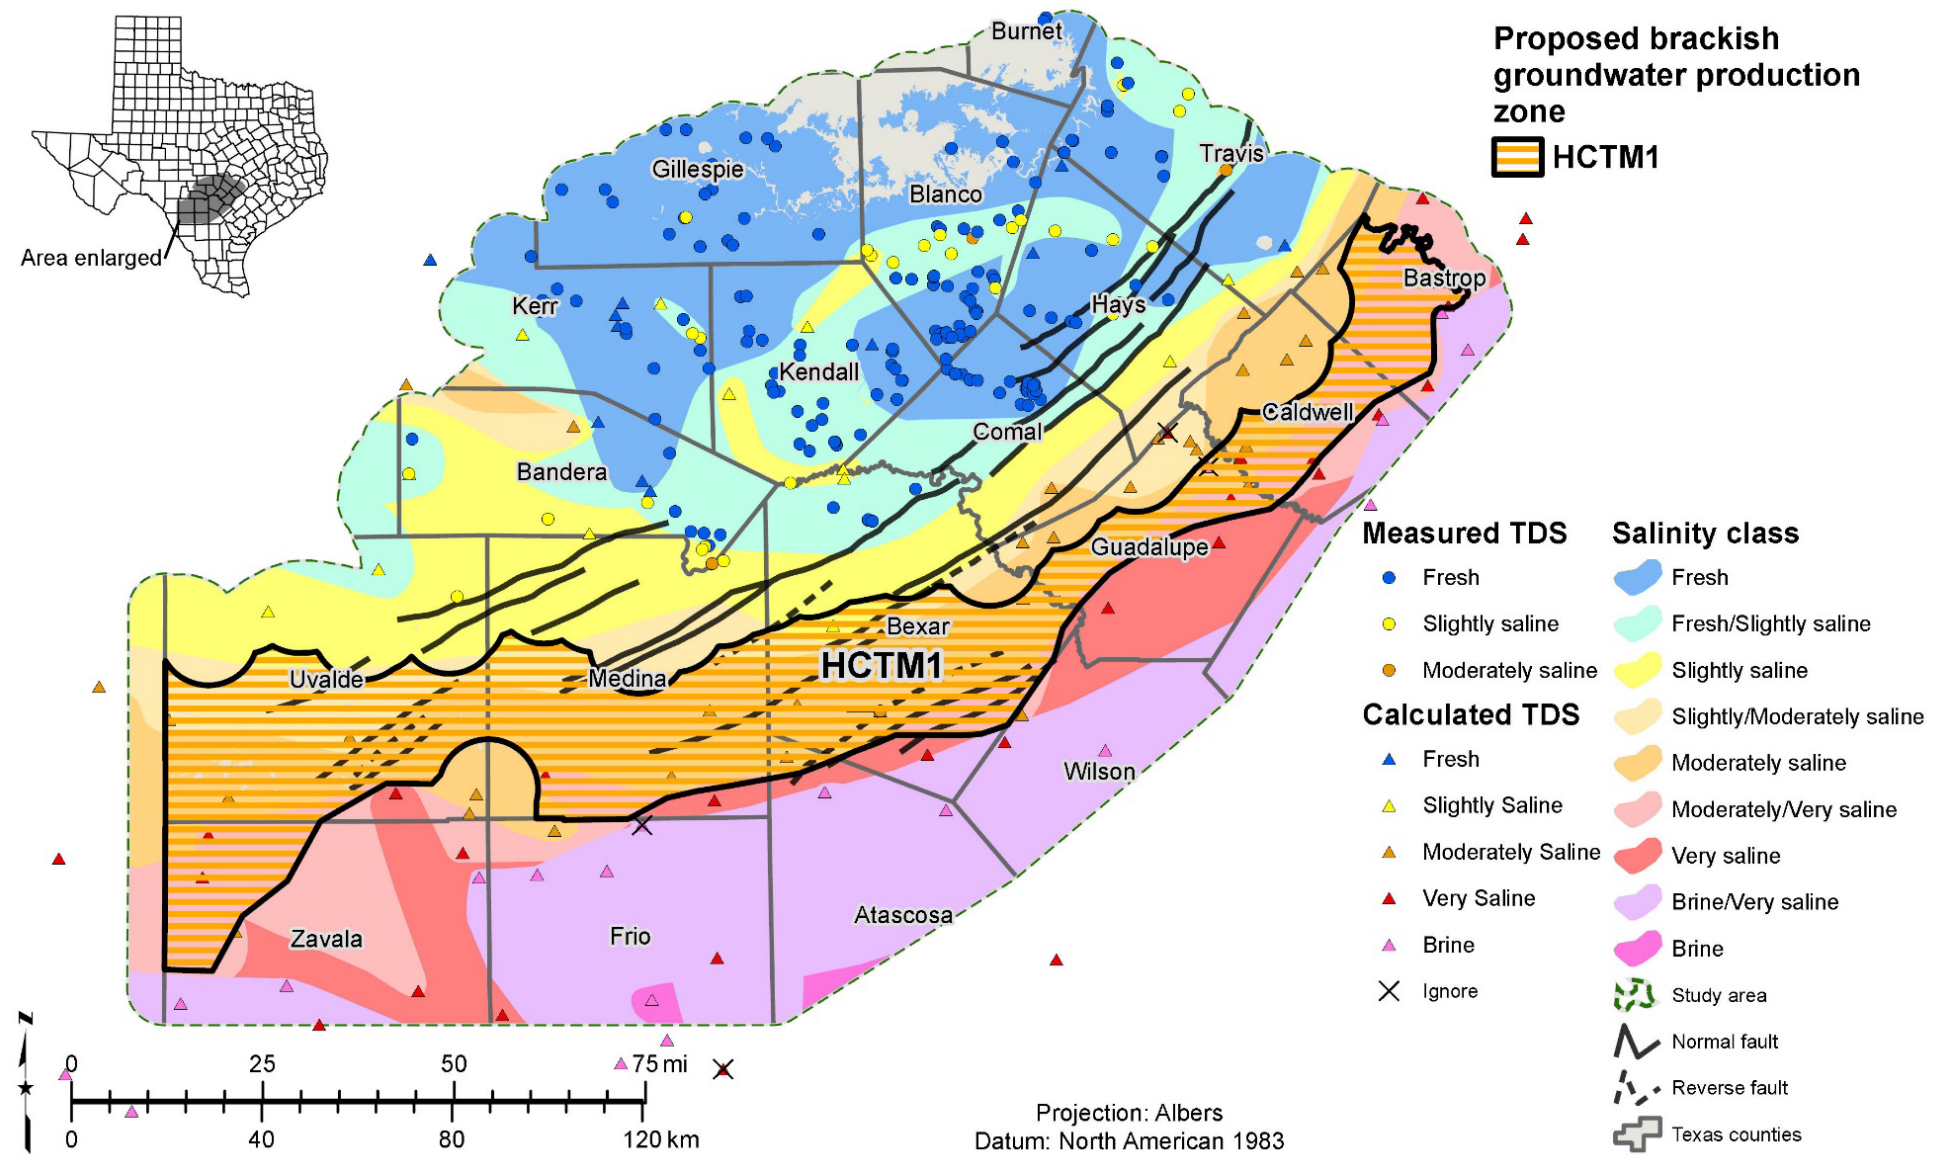 Burnet
Proposed brackish
groundwater production
zone
HCTM1
Travis
Gillespie
Blanco
Area enlarged
Bastrop
Kerr
Hays
Kendall
Caldwell
Comal
Bandera
Guadalupe
Bexar
HCTM1
Uvalde
Medina
Wilson
Atascosa
Zavala
Frio
Measured TDS
Fresh
Slightly saline
Moderately saline
Calculated TDS
Fresh
Slightly Saline
Moderately Saline
Very Saline
Brine
Ignore
Salinity class
Fresh
Fresh/Slightly saline
Slightly saline
Slightly/Moderately saline
Moderately saline
Moderately/Very saline
Very saline
Brine/Very saline
Brine
Study area
Normal fault
Reverse fault
Texas counties
N
0 25 50 75 mi
0 40 80 120 km
Projection: Albers
Datum: North American 1983